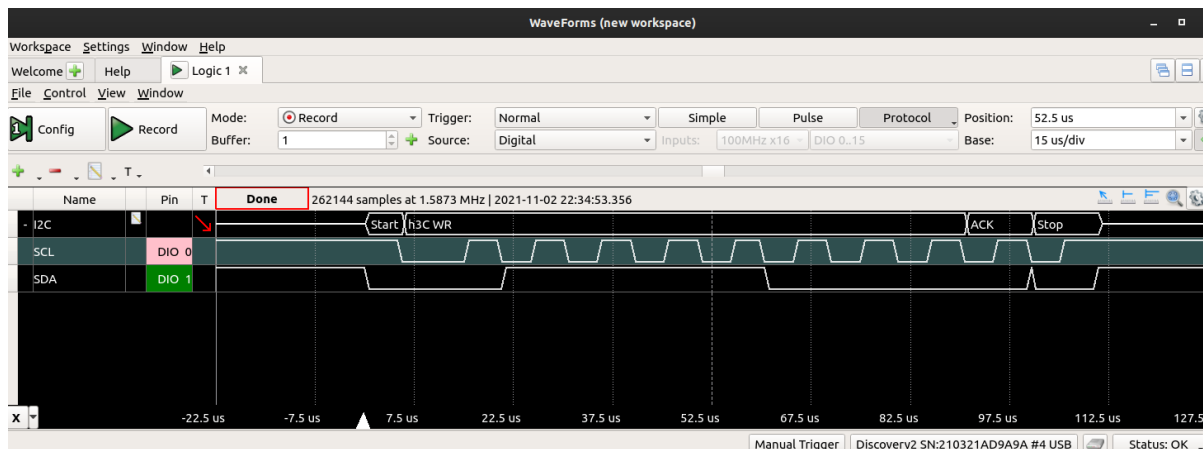 WaveForms (new workspace)
Workspace Settings Window Help
Welcome Help Logic 1
File Control View Window
Config Record Mode: Record Trigger: Normal Simple Pulse Protocol Position: 52.5 us
Buffer: 1 Source: Digital Inputs: 100MHz x16 DIO 0..15 Base: 15 us/div
T
Name Pin T Done 262144 samples at 1.5873 MHz | 2021-11-02 22:34:53.356
- I2C Start h3C WR ACK Stop
SCL DIO 0
SDA DIO 1
X -22.5 us -7.5 us 7.5 us 22.5 us 37.5 us 52.5 us 67.5 us 82.5 us 97.5 us 112.5 us 127.5
Manual Trigger Discovery2 SN:210321AD9A9A #4 USB Status: OK